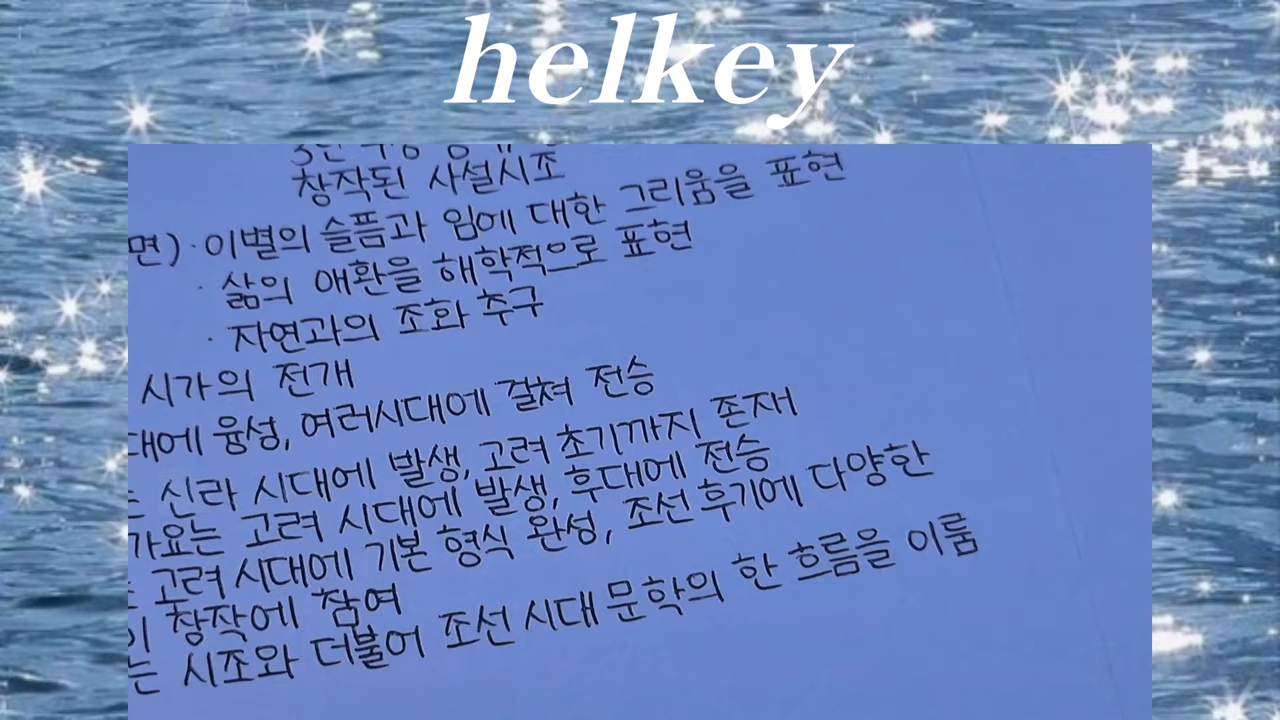 helkey
창작된 사설시조
면) · 이별의 슬픔과 임에 대한 그리움을 표현
· 삶의 애환을 해학적으로 표현
· 자연과의 조화 추구
시가의 전개
대에 융성, 여러시대에 걸쳐 전승
는 신라 시대에 발생, 고려 초기까지 존재
가요는 고려 시대에 발생, 후대에 전승
고려 시대에 기본 형식 완성, 조선 후기에 다양한
이 창작에 참여
는 시조와 더불어 조선 시대 문학의 한 흐름을 이룸